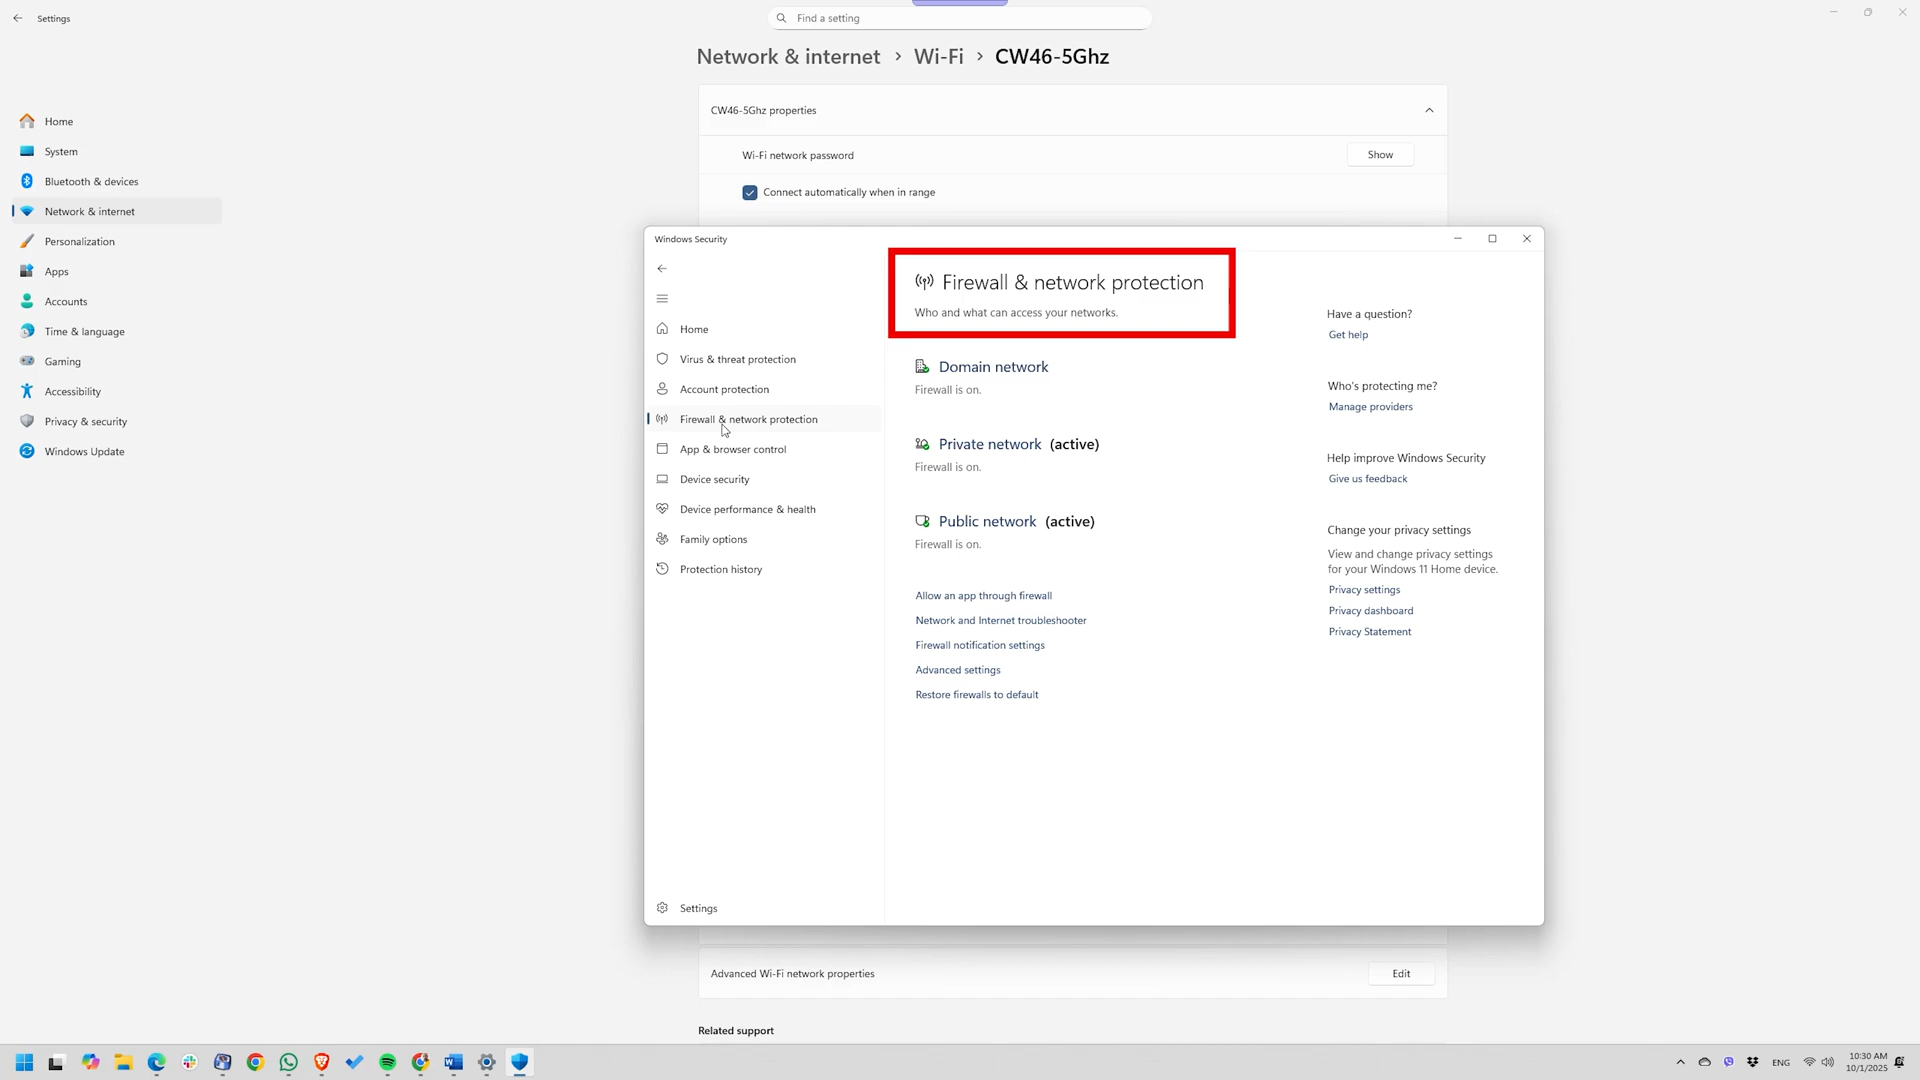 Settings
Find a setting
Network & internet > Wi-Fi > CW46-5Ghz
Home
System
Bluetooth & devices
Network & internet
Personalization
Apps
Accounts
Time & language
Gaming
Accessibility
Privacy & security
Windows Update
CW46-5Ghz properties
Wi-Fi network password
Show
Connect automatically when in range
Windows Security
Home
Virus & threat protection
Account protection
Firewall & network protection
App & browser control
Device security
Device performance & health
Family options
Protection history
Settings
Firewall & network protection
Who and what can access your networks.
Domain network
Firewall is on.
Private network (active)
Firewall is on.
Public network (active)
Firewall is on.
Allow an app through firewall
Network and Internet troubleshooter
Firewall notification settings
Advanced settings
Restore firewalls to default
Have a question?
Get help
Who's protecting me?
Manage providers
Help improve Windows Security
Give us feedback
Change your privacy settings
View and change privacy settings
for your Windows 11 Home device.
Privacy settings
Privacy dashboard
Privacy Statement
Advanced Wi-Fi network properties
Edit
Related support
ENG
10:30 AM
10/1/2025